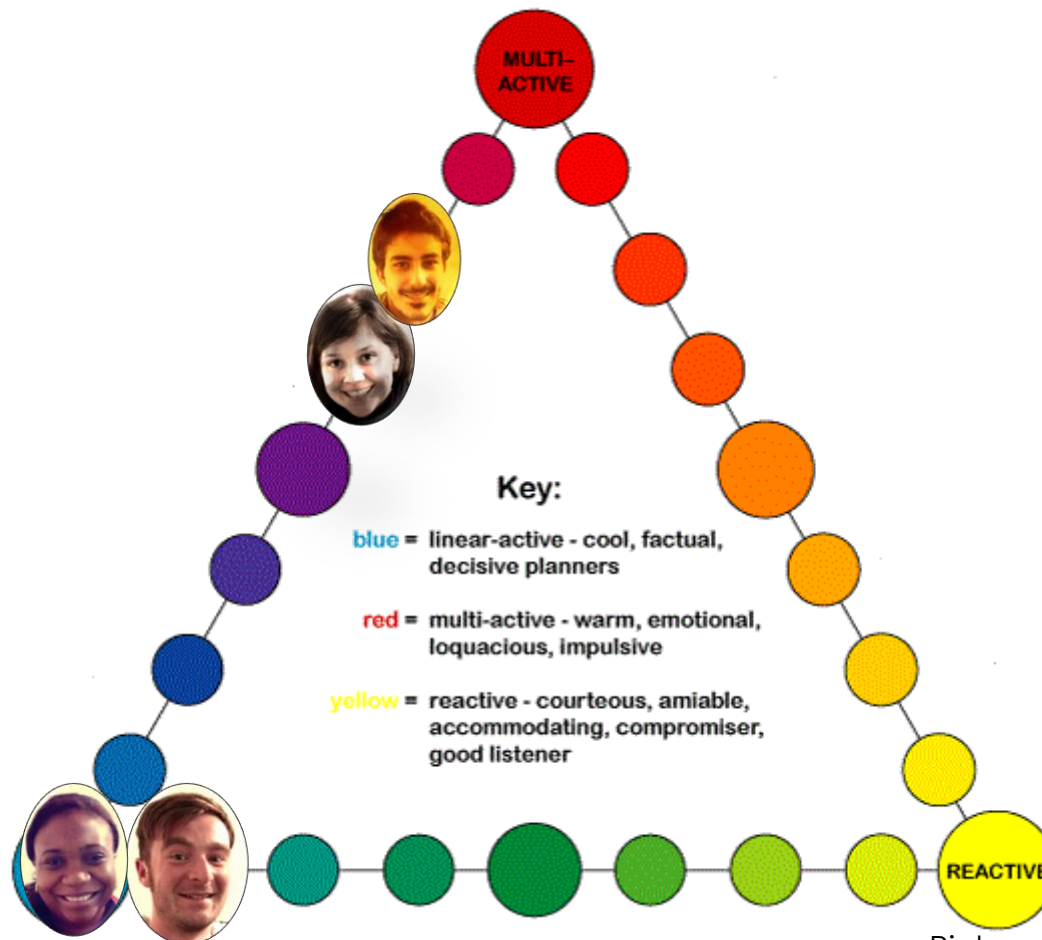 MULTI–
ACTIVE
Key:
blue = linear-active - cool, factual,
decisive planners
red = multi-active - warm, emotional,
loquacious, impulsive
yellow = reactive - courteous, amiable,
accommodating, compromiser,
good listener
REACTIVE